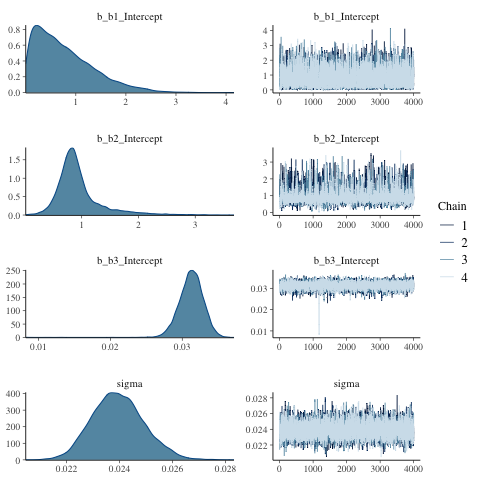 b_b1_Intercept
0.8
0.6
0.4
0.2
0.0
1 2 3 4
b_b1_Intercept
4
3
2
1
0
0 1000 2000 3000 4000
b_b2_Intercept
1.5
1.0
0.5
0.0
1 2 3
b_b2_Intercept
3
2
1
0
0 1000 2000 3000 4000
b_b3_Intercept
250
200
150
100
50
0
0.01 0.02 0.03
b_b3_Intercept
0.03
0.02
0.01
0 1000 2000 3000 4000
sigma
400
300
200
100
0
0.022 0.024 0.026 0.028
sigma
0.028
0.026
0.024
0.022
0 1000 2000 3000 4000
Chain
1
2
3
4